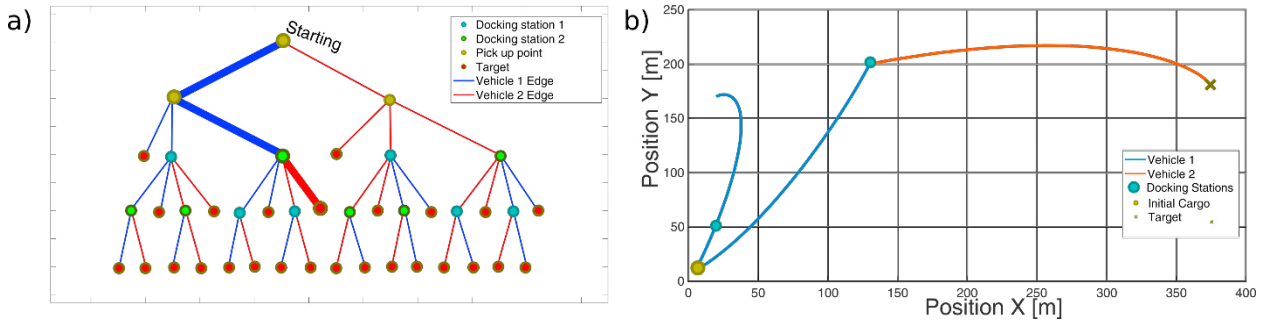 a)
Starting
Docking station 1
Docking station 2
Pick up point
Target
Vehicle 1 Edge
Vehicle 2 Edge
b)
Position Y [m]
250
200
150
100
50
0
0 50 100 150 200 250 300 350 400
Position X [m]
Vehicle 1
Vehicle 2
Docking Stations
Initial Cargo
Target